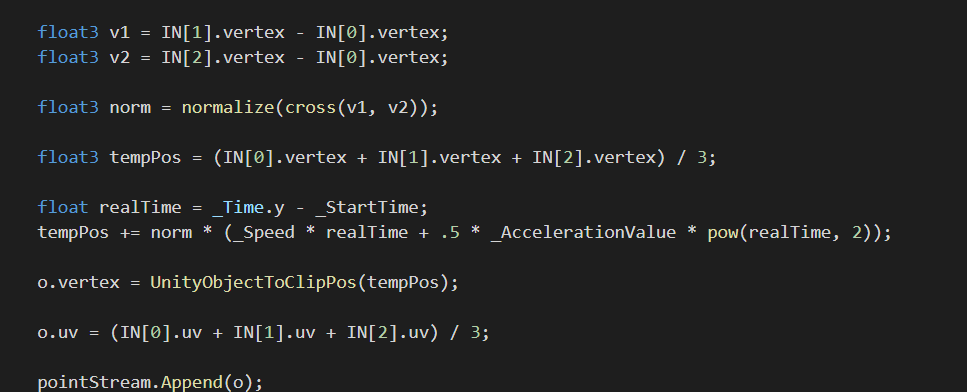 float3 v1 = IN[1].vertex - IN[0].vertex;
float3 v2 = IN[2].vertex - IN[0].vertex;
float3 norm = normalize(cross(v1, v2));
float3 tempPos = (IN[0].vertex + IN[1].vertex + IN[2].vertex) / 3;
float realTime = _Time.y - _StartTime;
tempPos += norm * (_Speed * realTime + .5 * _AccelerationValue * pow(realTime, 2));
o.vertex = UnityObjectToClipPos(tempPos);
o.uv = (IN[0].uv + IN[1].uv + IN[2].uv) / 3;
pointStream.Append(o);